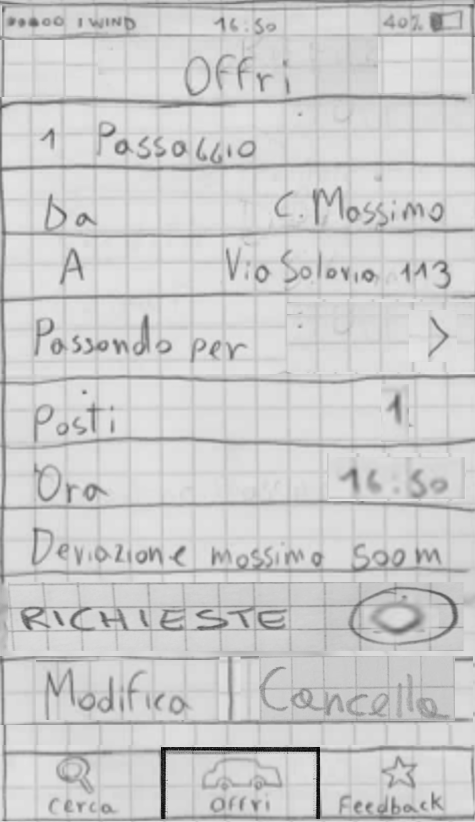 I WIND 16:50 40%
Offri
1 Passaggio
Da C. Massimo
A Via Salaria 113
Passando per >
Posti 1
Ora 16:50
Deviazione massima 500m
RICHIESTE 0
Modifica Cancella
Cerca Offri Feedback